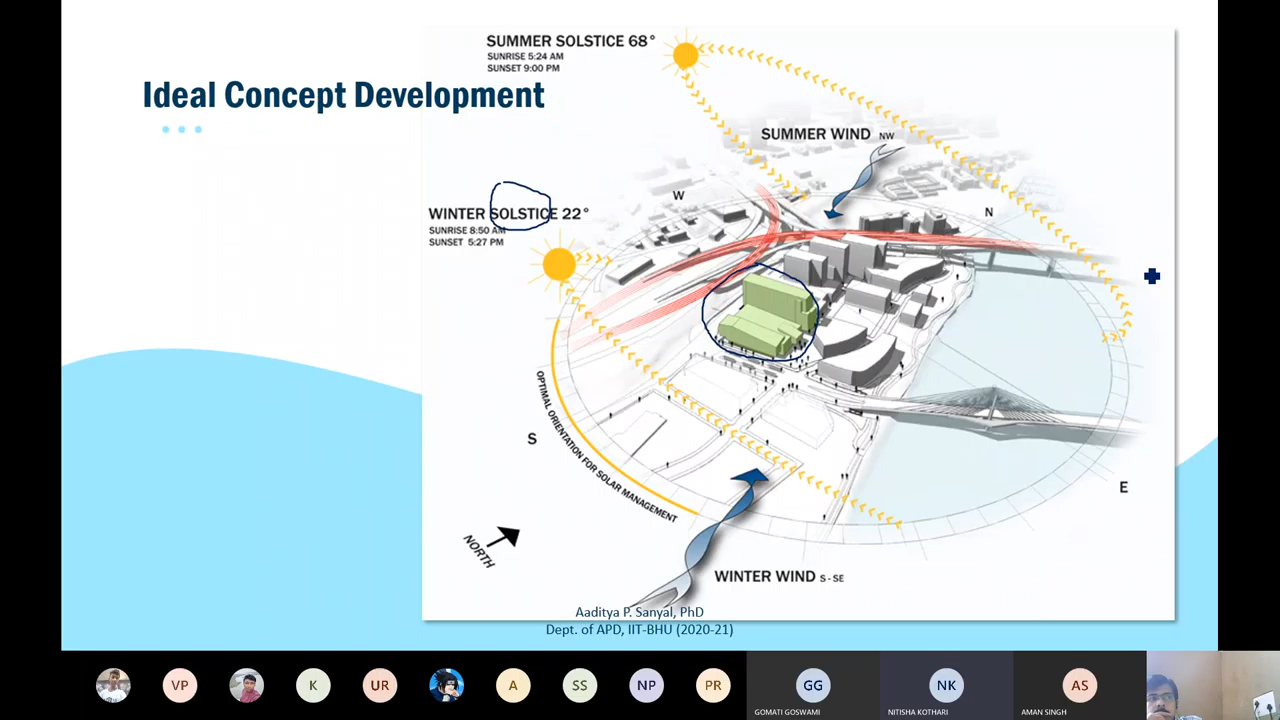 SUMMER SOLSTICE 68°
SUNRISE 5:24 AM
SUNSET 9:00 PM
Ideal Concept Development
SUMMER WIND NW
W
N
WINTER SOLSTICE 22°
SUNRISE 8:50 AM
SUNSET 5:27 PM
OPTIMAL ORIENTATION FOR SOLAR MANAGEMENT
S
E
NORTH
WINTER WIND S - SE
Aaditya P. Sanyal, PhD
Dept. of APD, IIT-BHU (2020-21)
VP
K
UR
A
SS
NP
PR
GG
NK
AS
GOMATI GOSWAMI
NITISHA KOTHARI
AMAN SINGH